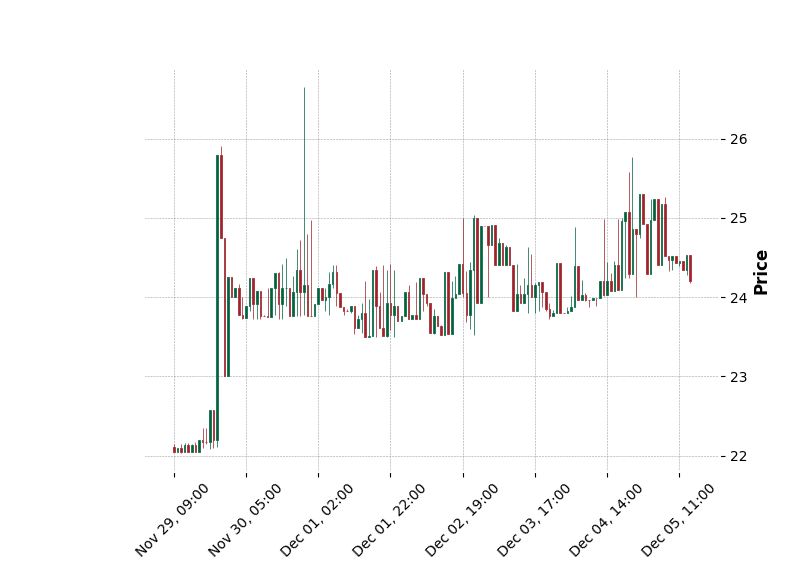 26
25
24
23
22
Price
Nov 29, 09:00
Nov 30, 05:00
Dec 01, 02:00
Dec 01, 22:00
Dec 02, 19:00
Dec 03, 17:00
Dec 04, 14:00
Dec 05, 11:00